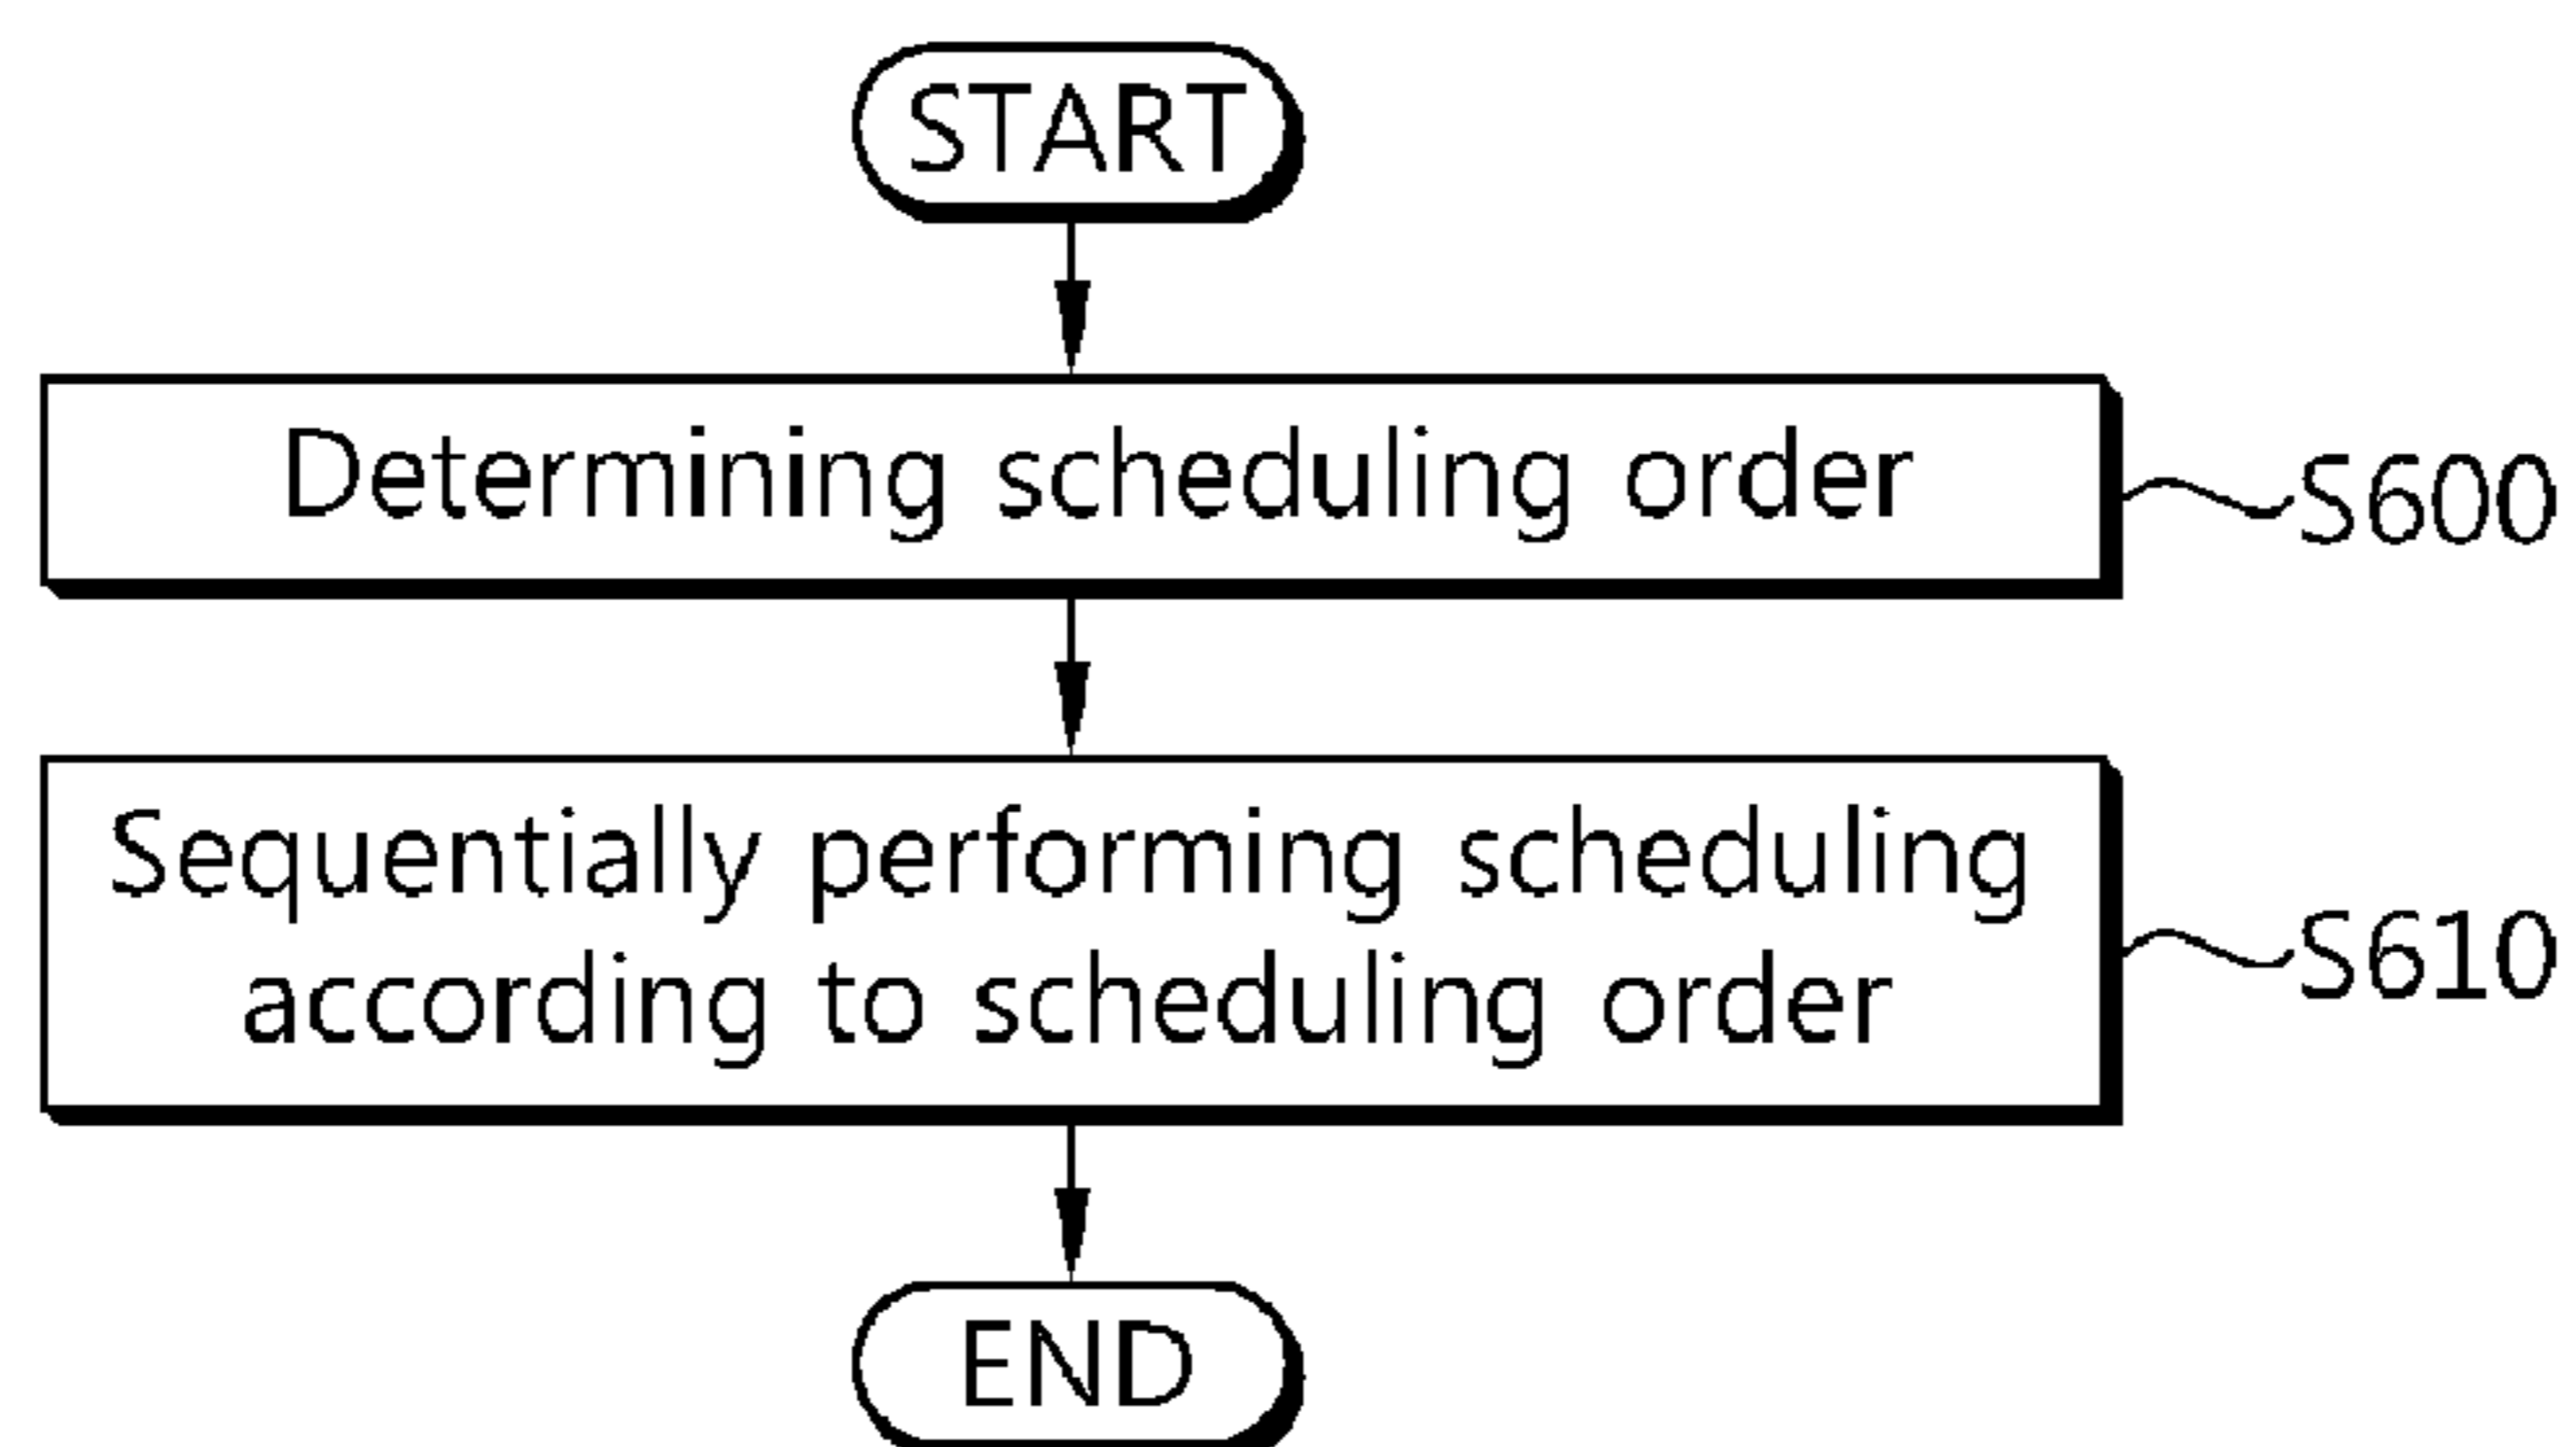 START
Determining scheduling order
S600
Sequentially performing scheduling
according to scheduling order
S610
END